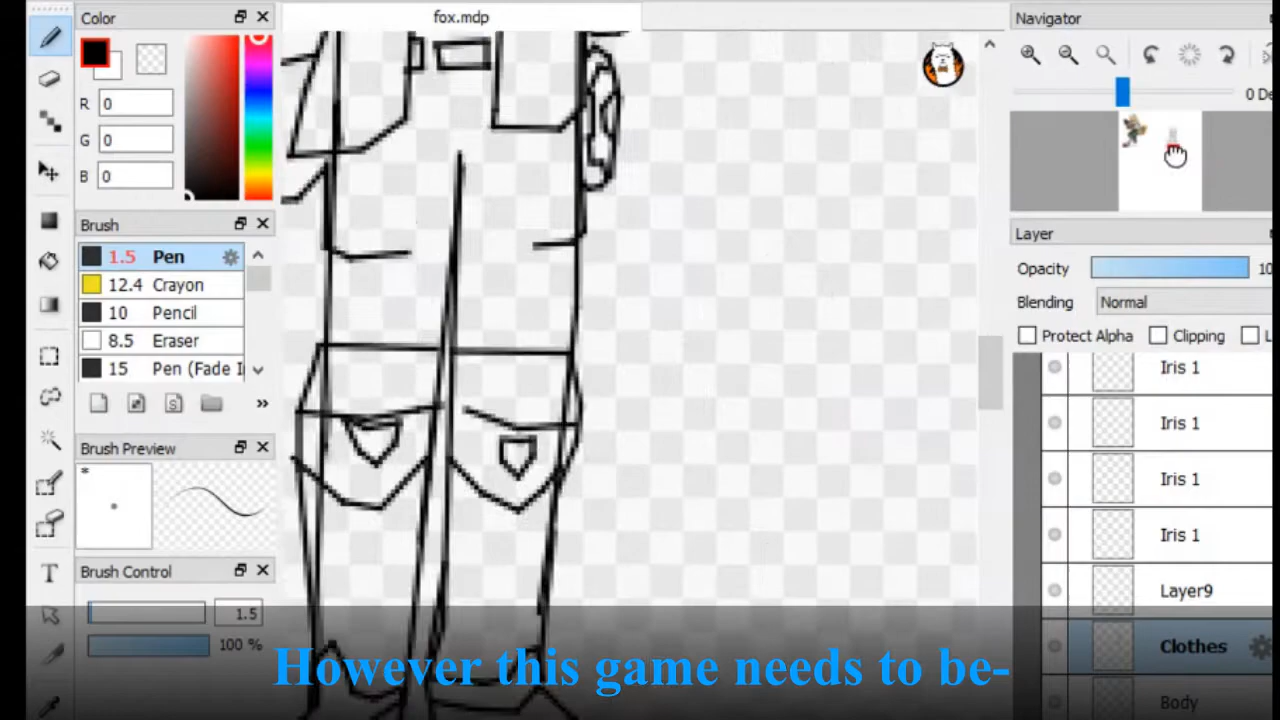 Color
fox.mdp
Navigator
R 0
G 0
B 0
0 De
Brush
1.5 Pen
12.4 Crayon
10 Pencil
8.5 Eraser
15 Pen (Fade I
Layer
Opacity 10
Blending Normal
Protect Alpha Clipping L
Iris 1
Iris 1
Iris 1
Iris 1
Layer9
Clothes
Body
Brush Preview
*
Brush Control
1.5
100 %
T
S
However this game needs to be-